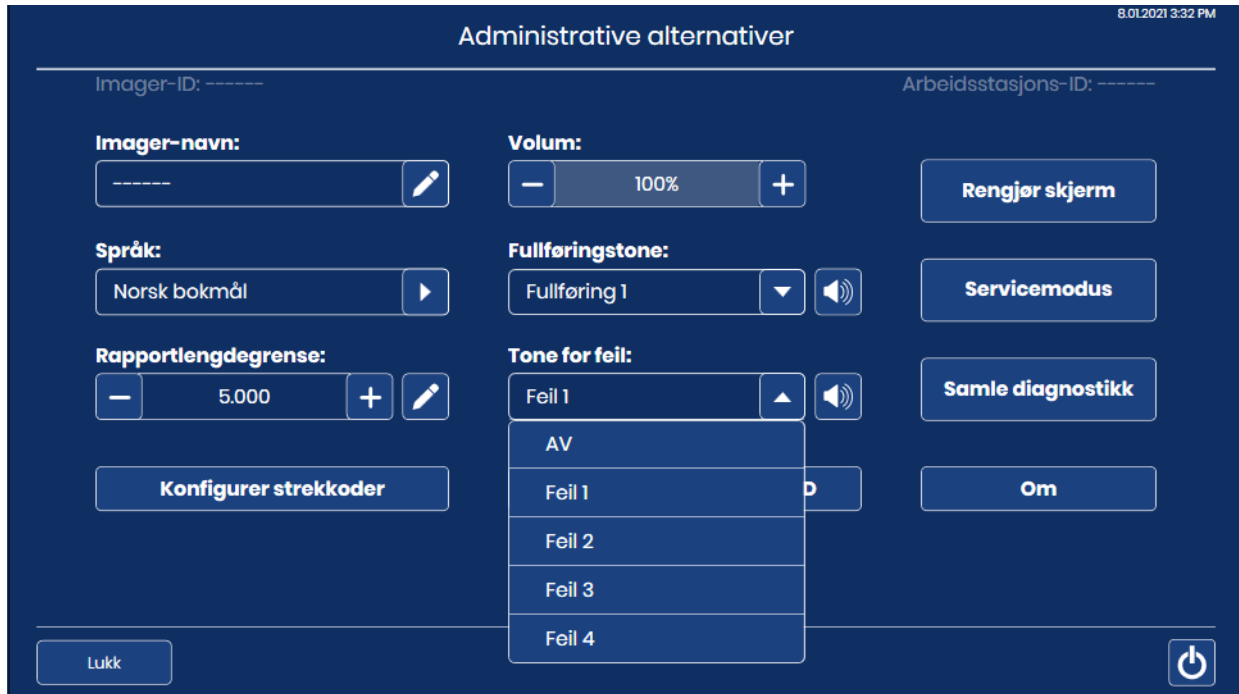 8.01.2021 3:32 PM
Administrative alternativer
Imager-ID: ------
Arbeidsstasjons-ID: ------
Imager-navn:
------
Volum:
100%
Rengjør skjerm
Språk:
Norsk bokmål
Fullføringstone:
Fullføring 1
Servicemodus
Rapportlengdegrense:
5.000
Tone for feil:
Feil 1
Samle diagnostikk
AV
Feil 1
Feil 2
Feil 3
Feil 4
Konfigurer strekkoder
Om
Lukk